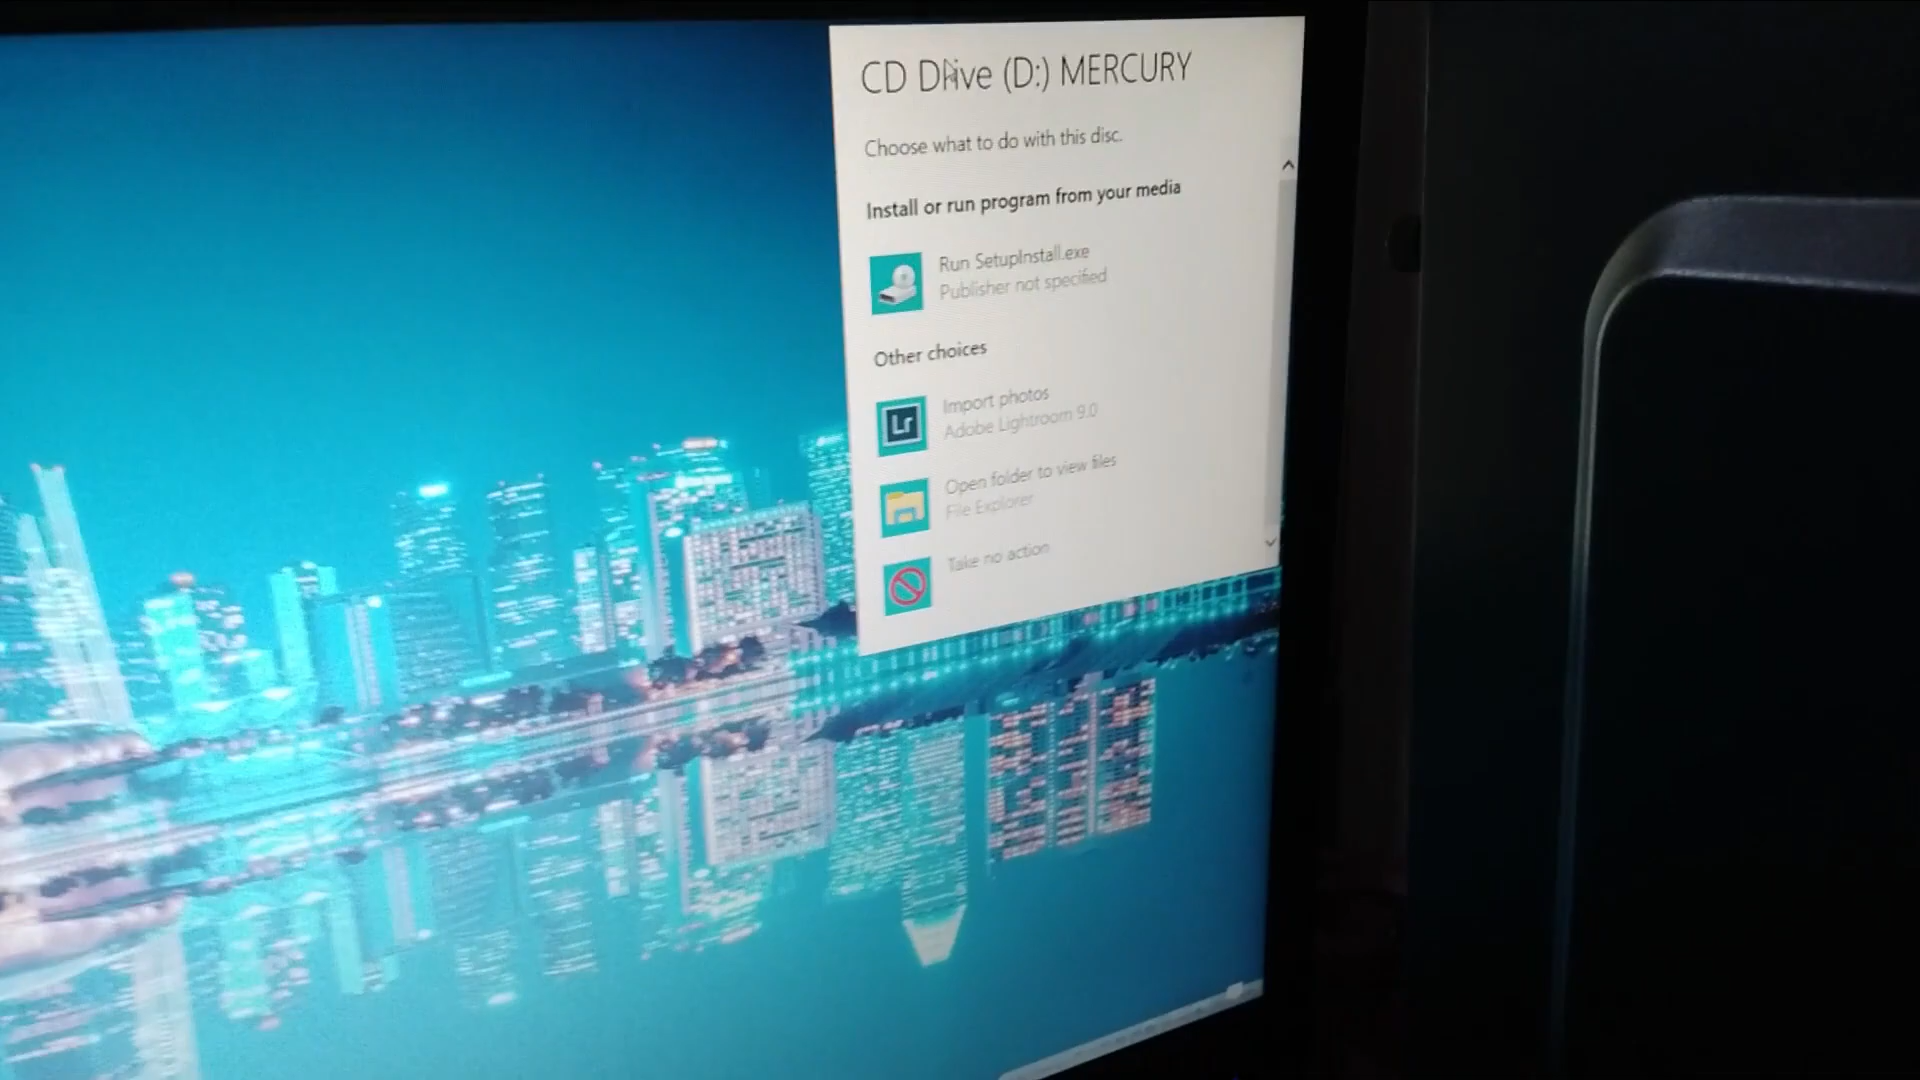 CD Drive (D:) MERCURY
Choose what to do with this disc.
Install or run program from your media
Run SetupInstall.exe
Publisher not specified
Other choices
Lr
Import photos
Adobe Lightroom 9.0
Open folder to view files
File Explorer
Take no action